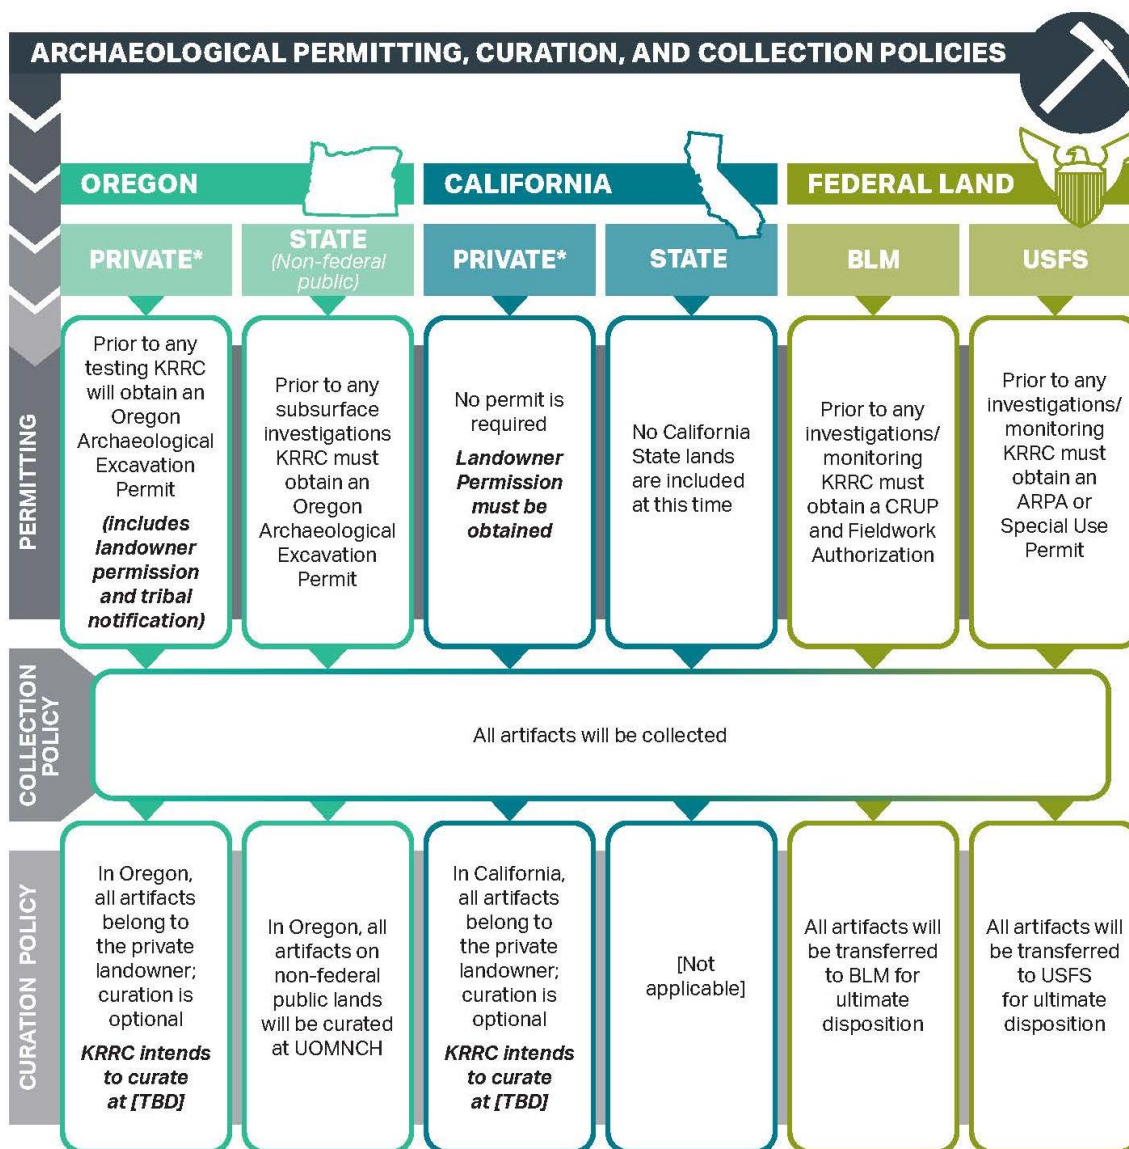 ARCHAEOLOGICAL PERMITTING, CURATION, AND COLLECTION POLICIES
OREGON
CALIFORNIA
FEDERAL LAND
PRIVATE*
STATE
(Non-federal
public)
PRIVATE*
STATE
BLM
USFS
PERMITTING
Prior to any
testing KRRC
will obtain an
Oregon
Archaeological
Excavation
Permit
(includes
landowner
permission
and tribal
notification)
Prior to any
subsurface
investigations
KRRC must
obtain an Oregon
Archaeological
Excavation
Permit
No permit is
required
Landowner
Permission
must be
obtained
No California
State lands
are included
at this time
Prior to any
investigations/
monitoring
KRRC must
obtain a CRUP
and Fieldwork
Authorization
Prior to any
investigations/
monitoring
KRRC must
obtain an
ARPA or
Special Use
Permit
COLLECTION
POLICY
All artifacts will be collected
CURATION POLICY
In Oregon,
all artifacts
belong to
the private
landowner;
curation is
optional
KRRC intends
to curate
at [TBD]
In Oregon, all
artifacts on
non-federal
public lands
will be curated
at UOMNCH
In California,
all artifacts
belong to
the private
landowner;
curation is
optional
KRRC intends
to curate
at [TBD]
[Not
applicable]
All artifacts will
be transferred
to BLM for
ultimate
disposition
All artifacts will
be transferred
to USFS
for ultimate
disposition